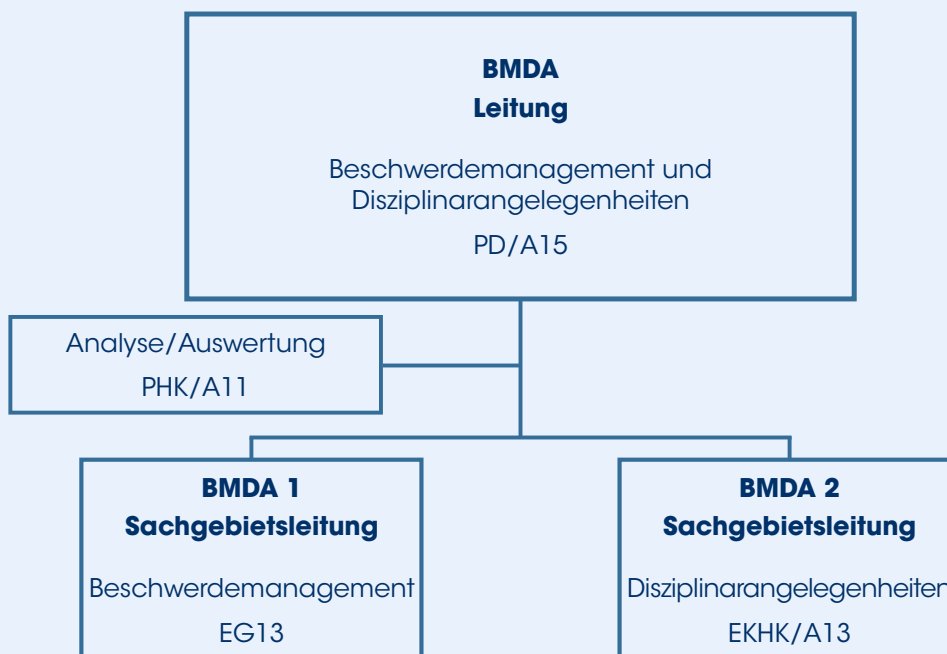 BMDA
Leitung
Beschwerdemanagement und
Disziplinarangelegenheiten
PD/A15
Analyse/Auswertung
PHK/A11
BMDA 1
Sachgebietsleitung
Beschwerdemanagement
EG13
BMDA 2
Sachgebietsleitung
Disziplinarangelegenheiten
EKHK/A13